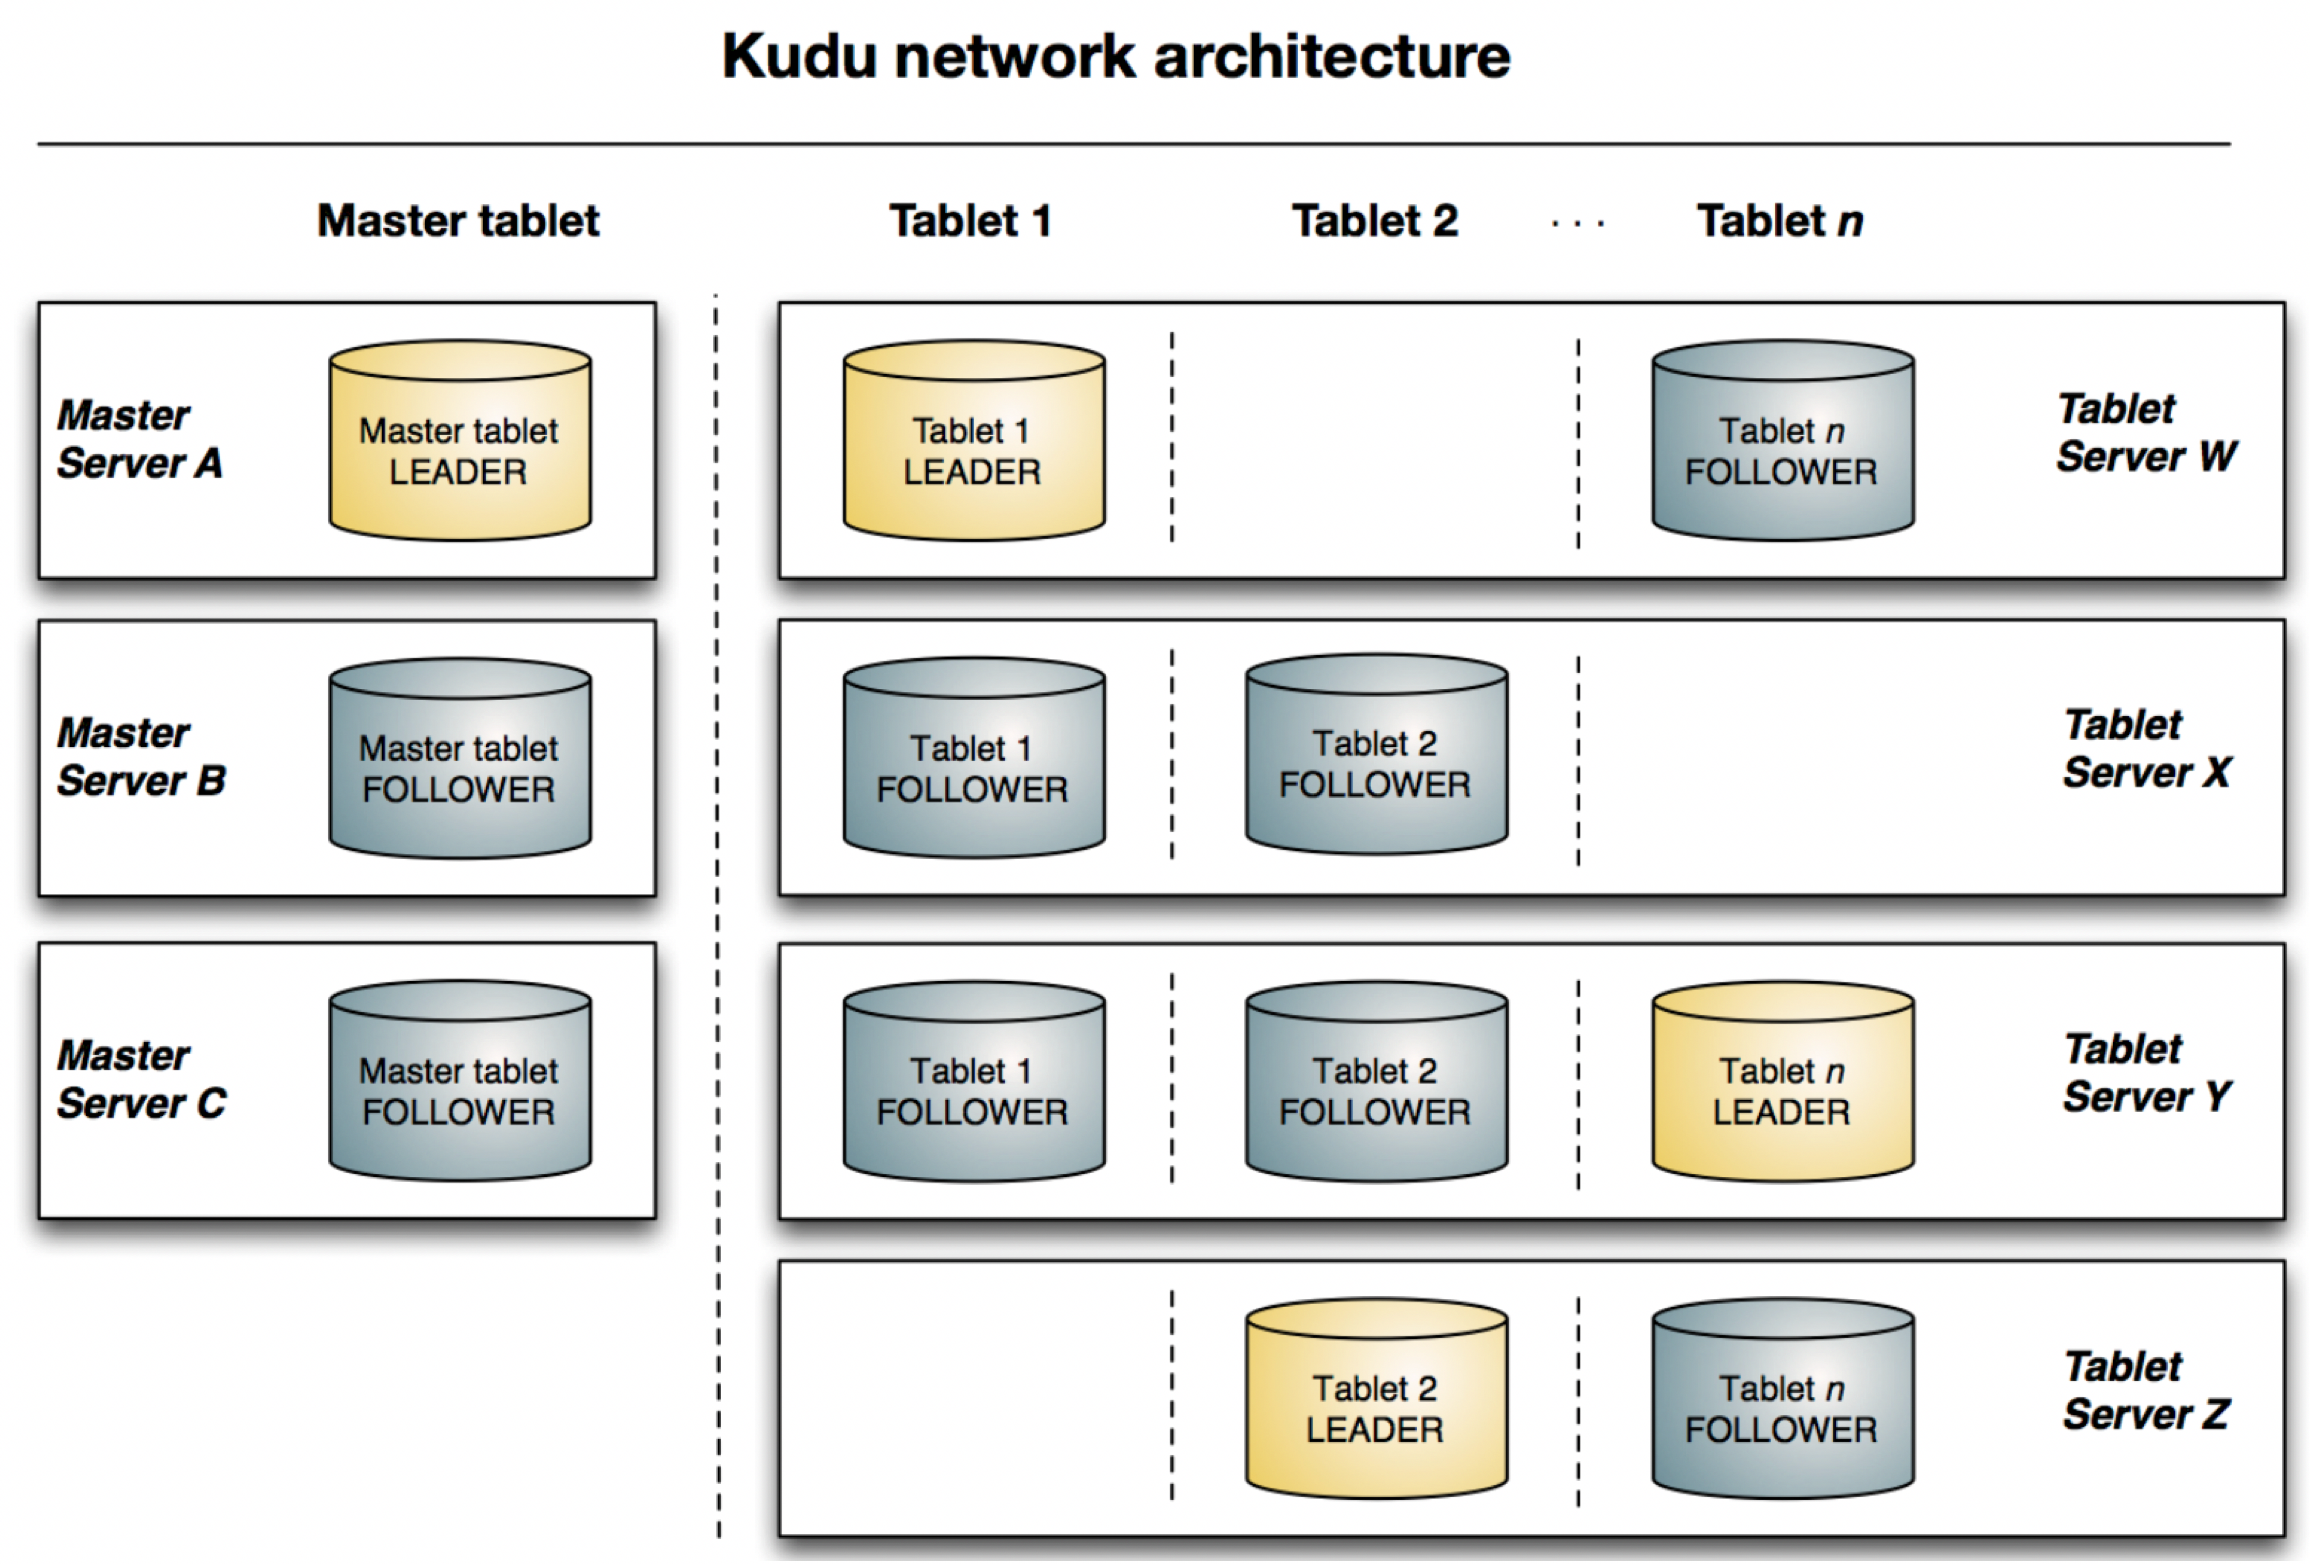 Kudu network architecture
Master tablet
Tablet 1
Tablet 2
. . .
Tablet n
Master
Server A
Master tablet
LEADER
Tablet 1
LEADER
Tablet n
FOLLOWER
Tablet
Server W
Master
Server B
Master tablet
FOLLOWER
Tablet 1
FOLLOWER
Tablet 2
FOLLOWER
Tablet
Server X
Master
Server C
Master tablet
FOLLOWER
Tablet 1
FOLLOWER
Tablet 2
FOLLOWER
Tablet n
LEADER
Tablet
Server Y
Tablet 2
LEADER
Tablet n
FOLLOWER
Tablet
Server Z